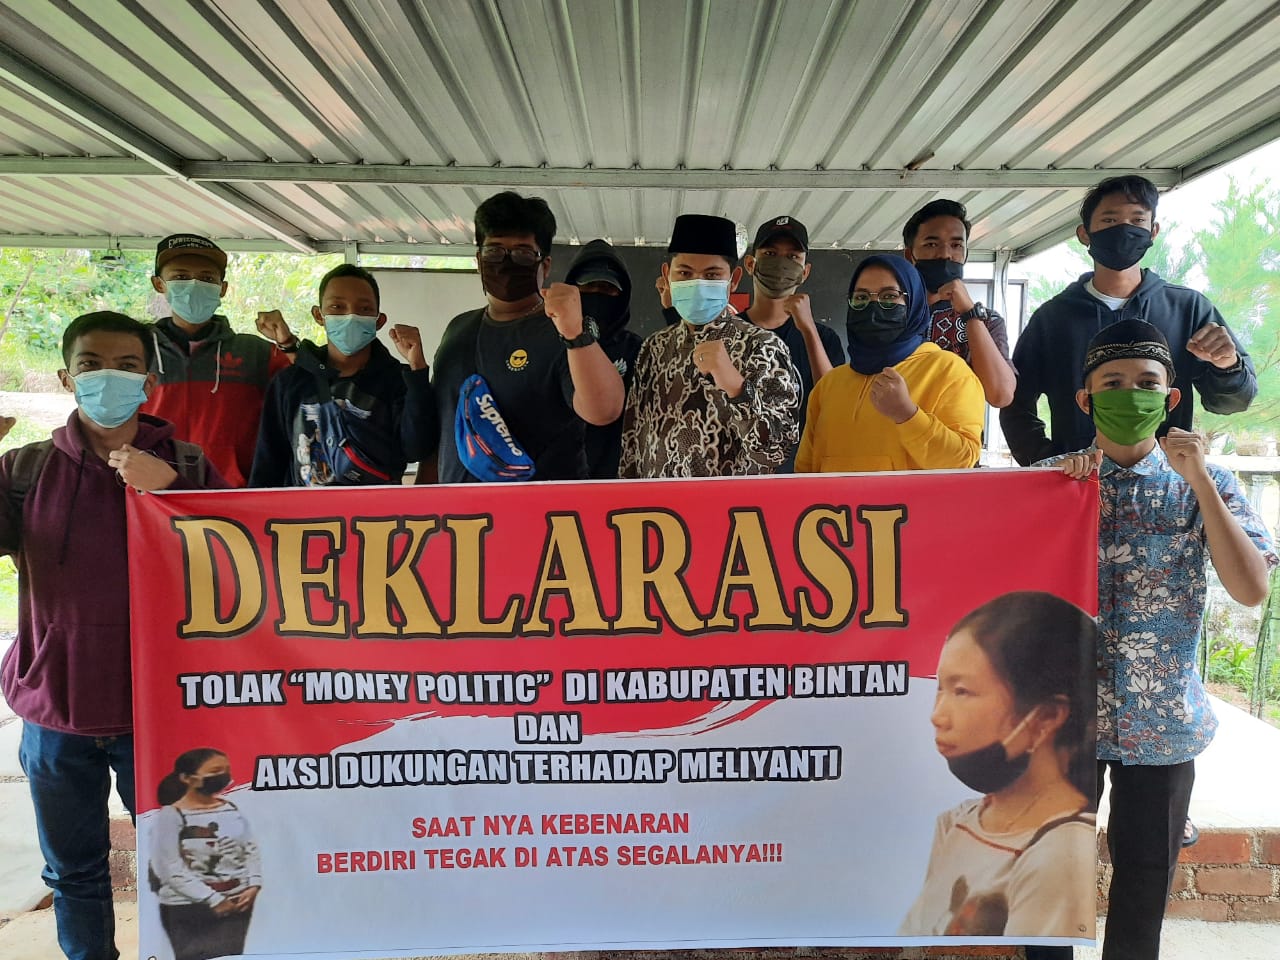 Supreme
DEKLARASI
TOLAK “MONEY POLITIC” DI KABUPATEN BINTAN
DAN
AKSI DUKUNGAN TERHADAP MELIYANTI
SAAT NYA KEBENARAN
BERDIRI TEGAK DI ATAS SEGALANYA!!!